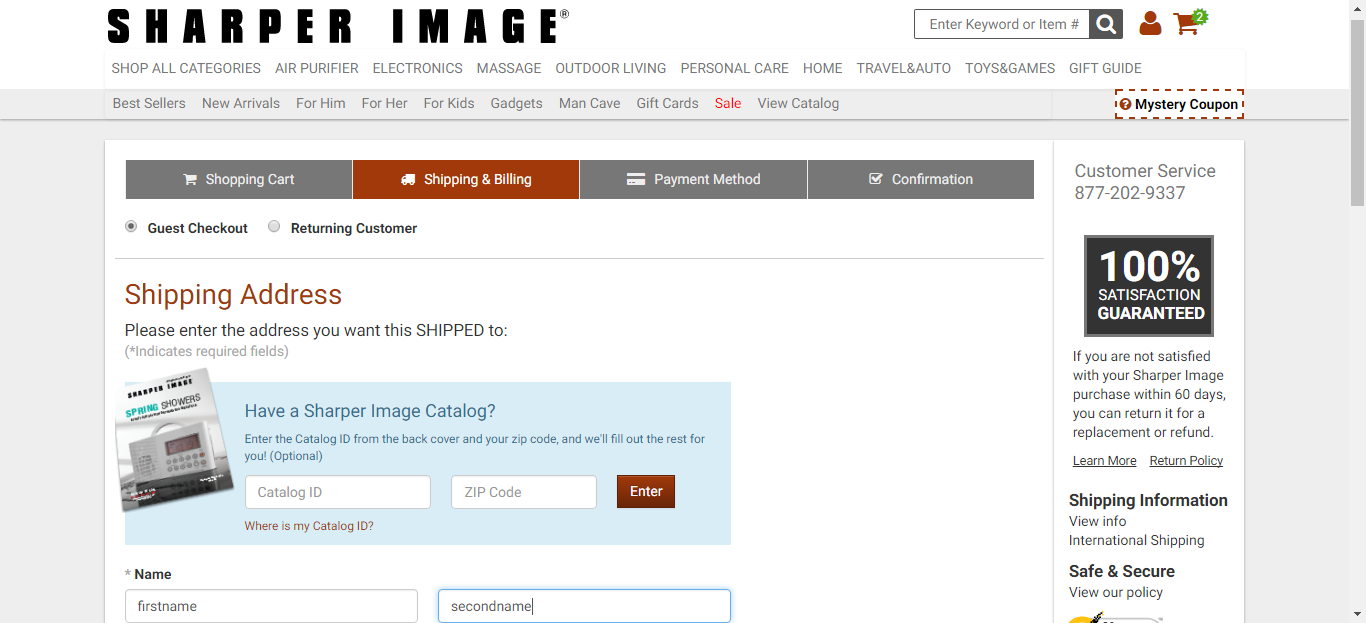 SHARPER IMAGE®
Enter Keyword or Item #
2
SHOP ALL CATEGORIES AIR PURIFIER ELECTRONICS MASSAGE OUTDOOR LIVING PERSONAL CARE HOME TRAVEL&AUTO TOYS&GAMES GIFT GUIDE
Best Sellers New Arrivals For Him For Her For Kids Gadgets Man Cave Gift Cards Sale View Catalog
Mystery Coupon
Shopping Cart Shipping & Billing Payment Method Confirmation
Guest Checkout Returning Customer
Shipping Address
Please enter the address you want this SHIPPED to:
(*Indicates required fields)
SHARPER IMAGE
SPRING SHOWERS
Have a Sharper Image Catalog?
Enter the Catalog ID from the back cover and your zip code, and we'll fill out the rest for
you! (Optional)
Catalog ID ZIP Code Enter
Where is my Catalog ID?
* Name
firstname secondname
Customer Service
877-202-9337
100%
SATISFACTION
GUARANTEED
If you are not satisfied
with your Sharper Image
purchase within 60 days,
you can return it for a
replacement or refund.
Learn More Return Policy
Shipping Information
View info
International Shipping
Safe & Secure
View our policy